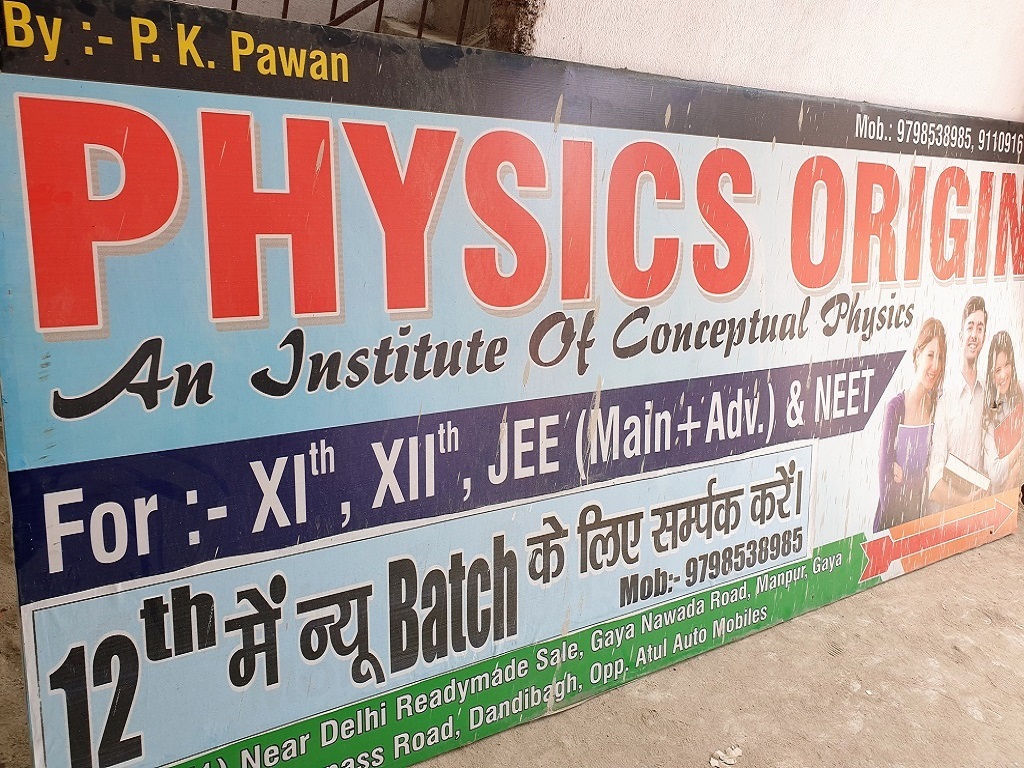 By :- P. K. Pawan
Mob.: 9798538985, 9110916
PHYSICS ORIGIN
An Institute Of Conceptual Physics
For :- XIth, XIIth, JEE (Main+Adv.) & NEET
12th में न्यू Batch के लिए सम्पर्क करें।
Mob:- 9798538985
Near Delhi Readymade Sale, Gaya Nawada Road, Manpur, Gaya
Road, Dandibagh, Opp. Atul Auto Mobiles